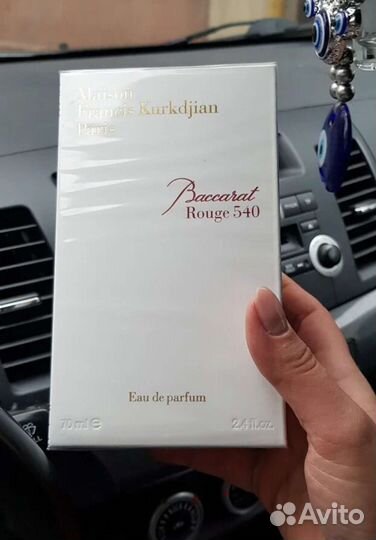 Maison
Francis Kurkdjian
Paris
Baccarat
Rouge 540
Eau de parfum
70 ml ℮ 2.4 fl.oz.
Avito